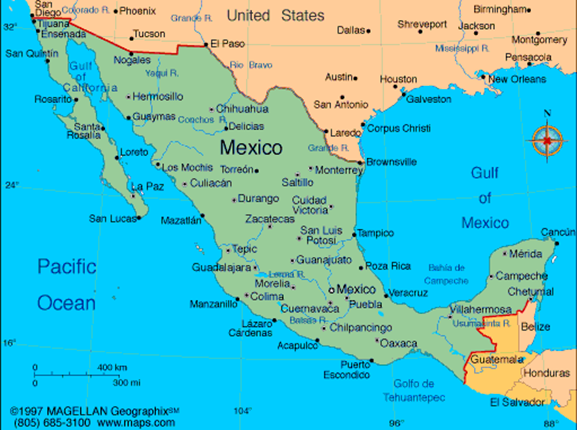 San
Diego
Colorado R.
Phoenix
Grande R.
United States
Birmingham
32°
Tijuana
Ensenada
Tucson
El Paso
Dallas
Shreveport
Jackson
Montgomery
Mississippi R.
Pensacola
San Quintín
Nogales
Rio Bravo
Gulf
of
California
Yaqui R.
Austin
Houston
New Orleans
Rosarito
Hermosillo
Chihuahua
San Antonio
Galveston
Guaymas
Conchos R.
Delicias
Santa
Rosalía
Laredo
Corpus Christi
N
Loreto
Mexico
Grande R.
Los Mochis
Torreón
Monterrey
Brownsville
24°
La Paz
Culiacán
Saltillo
Gulf
of
Mexico
San Lucas
Mazatlán
Durango
Cuidad
Victoria
Zacatecas
San Luis
Potosí
Tampico
Cancún
Tepic
Mérida
Pacific
Ocean
Guadalajara
Guanajuato
Poza Rica
Bahía de
Campeche
Campeche
Lerma R.
Morelia
Mexico
Veracruz
Chetumal
Manzanillo
Colima
Cuernavaca
Puebla
Villahermosa
Balsas R.
Usumacinta R.
Belize
Lázaro
Cárdenas
Chilpancingo
16°
Acapulco
Oaxaca
Guatemala
Puerto
Escondido
Honduras
0
400 km
0
300 mi
Golfo de
Tehuantepec
El Salvador
©1997 MAGELLAN Geographix℠
(805) 685-3100 www.maps.com
104°
96°
88°